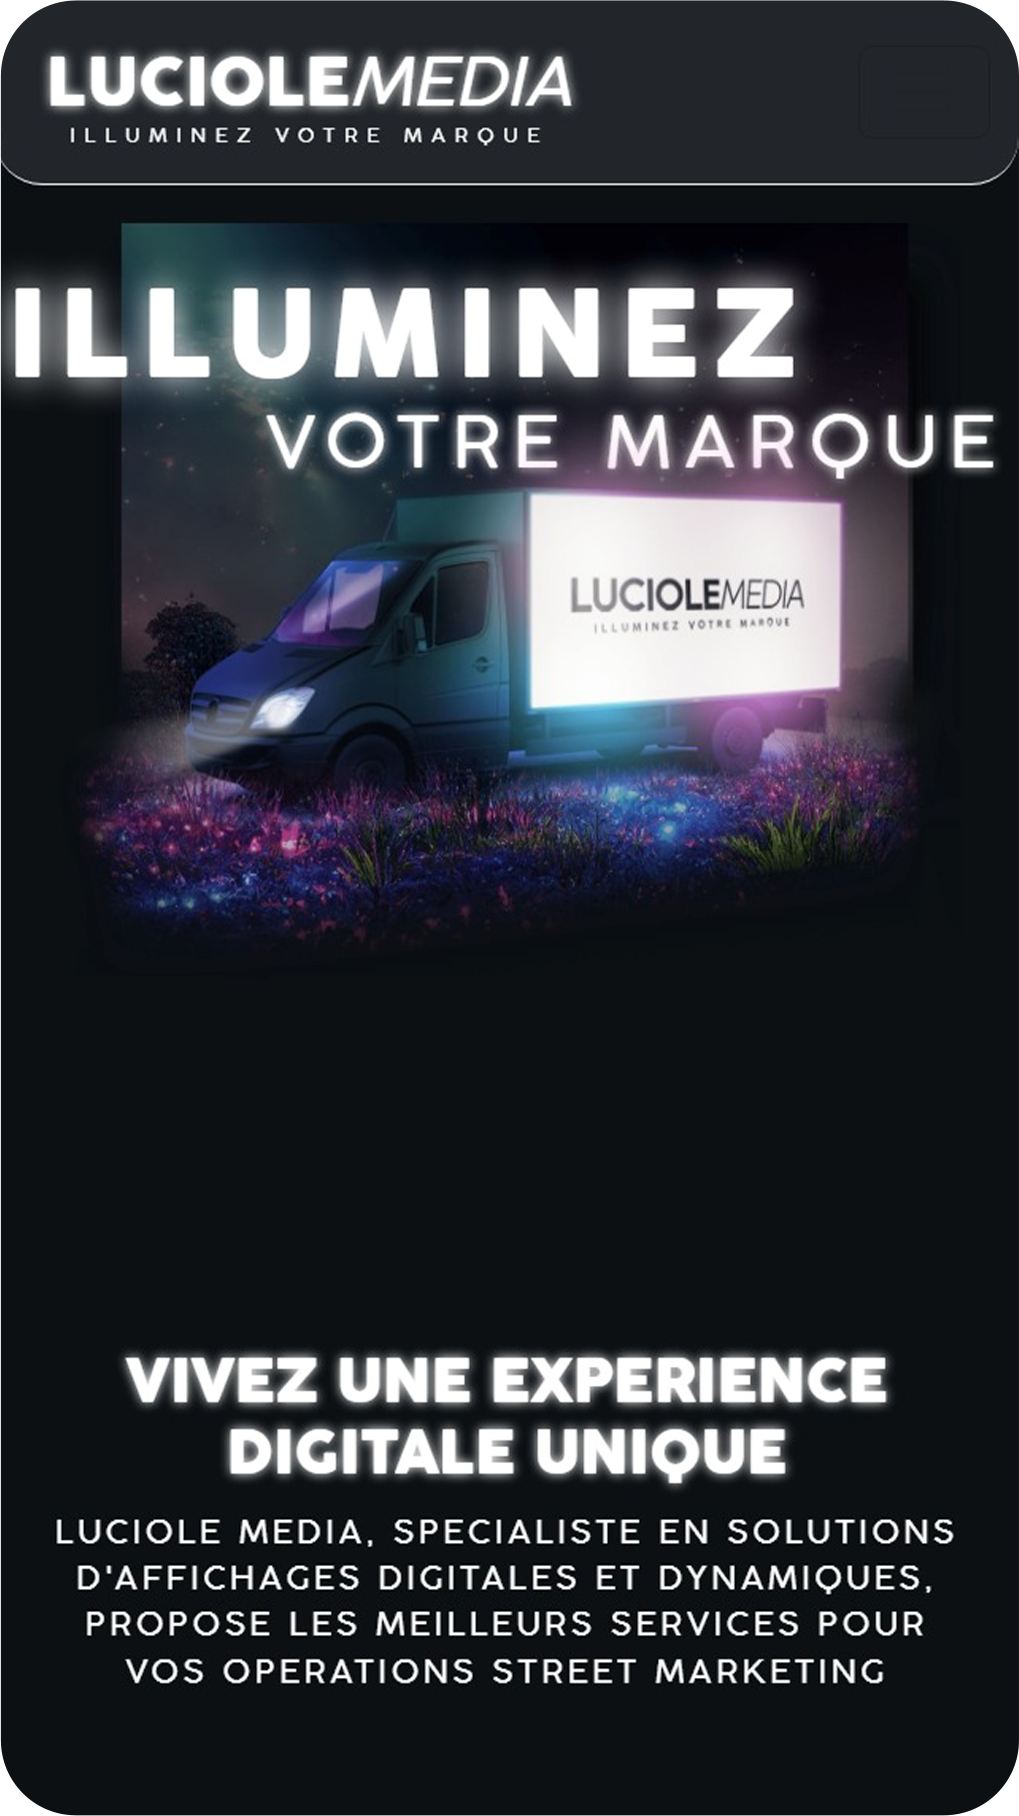 LUCIOLEMEDIA
ILLUMINEZ VOTRE MARQUE
ILLUMINEZ
VOTRE MARQUE
LUCIOLEMEDIA
ILLUMINEZ VOTRE MARQUE
VIVEZ UNE EXPERIENCE
DIGITALE UNIQUE
LUCIOLE MEDIA, SPECIALISTE EN SOLUTIONS
D'AFFICHAGES DIGITALES ET DYNAMIQUES,
PROPOSE LES MEILLEURS SERVICES POUR
VOS OPERATIONS STREET MARKETING